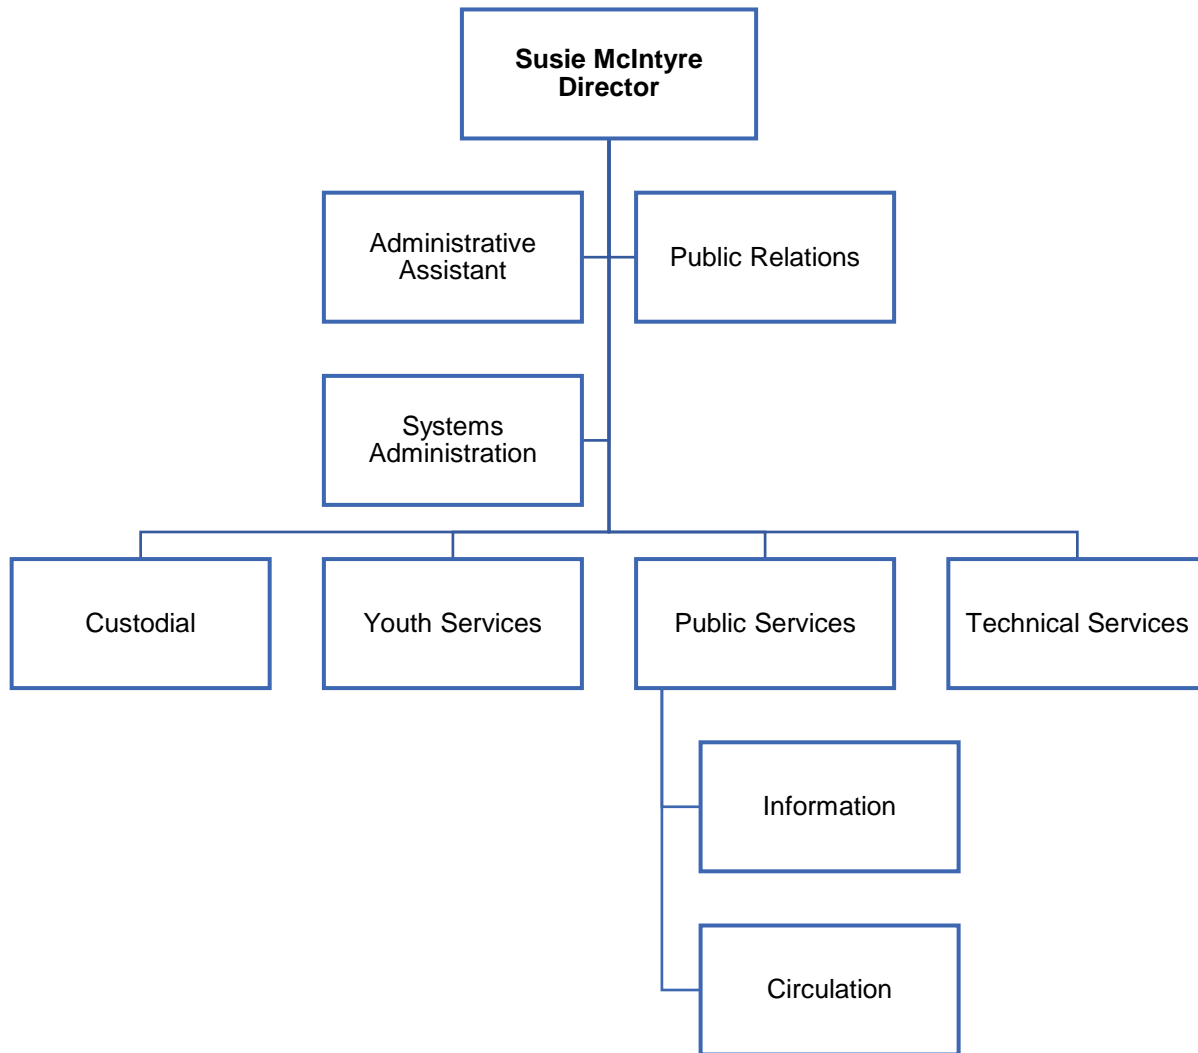 Susie McIntyre
Director
Administrative
Assistant
Public Relations
Systems
Administration
Custodial
Youth Services
Public Services
Technical Services
Information
Circulation